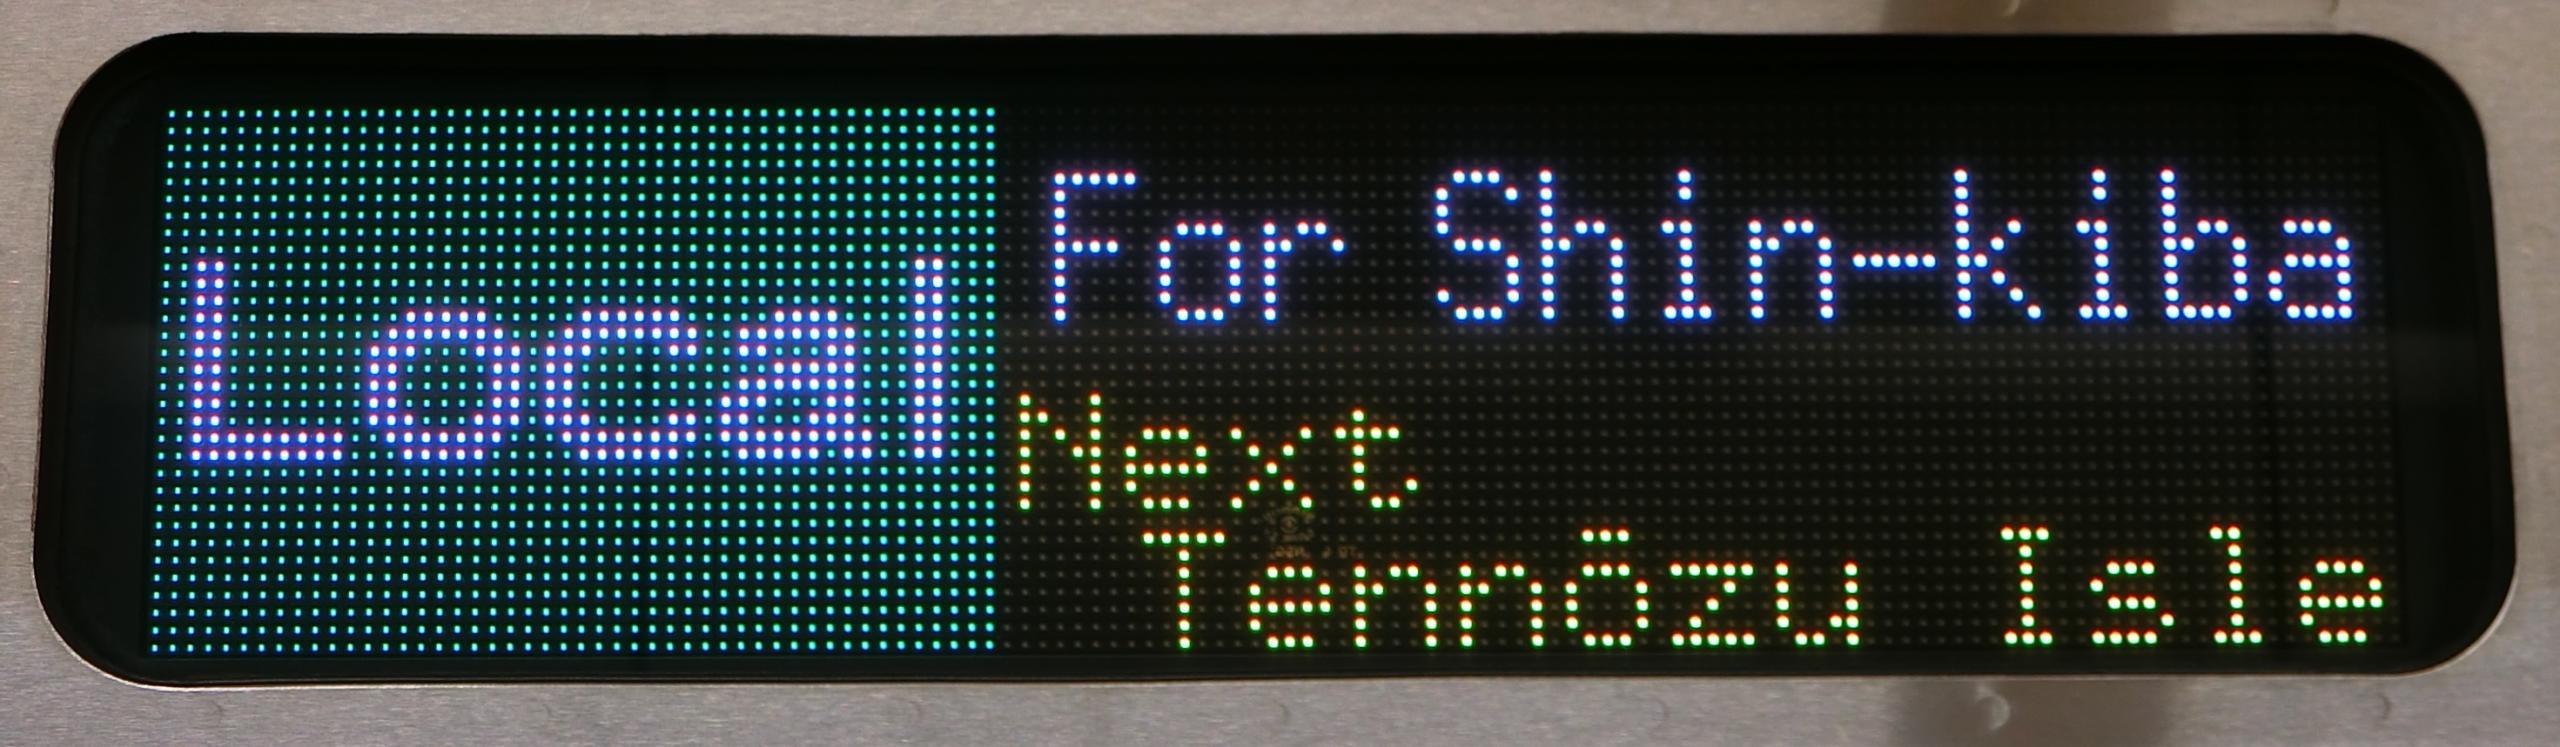 Local
For Shin-kiba
Next
Tennōzu Isle